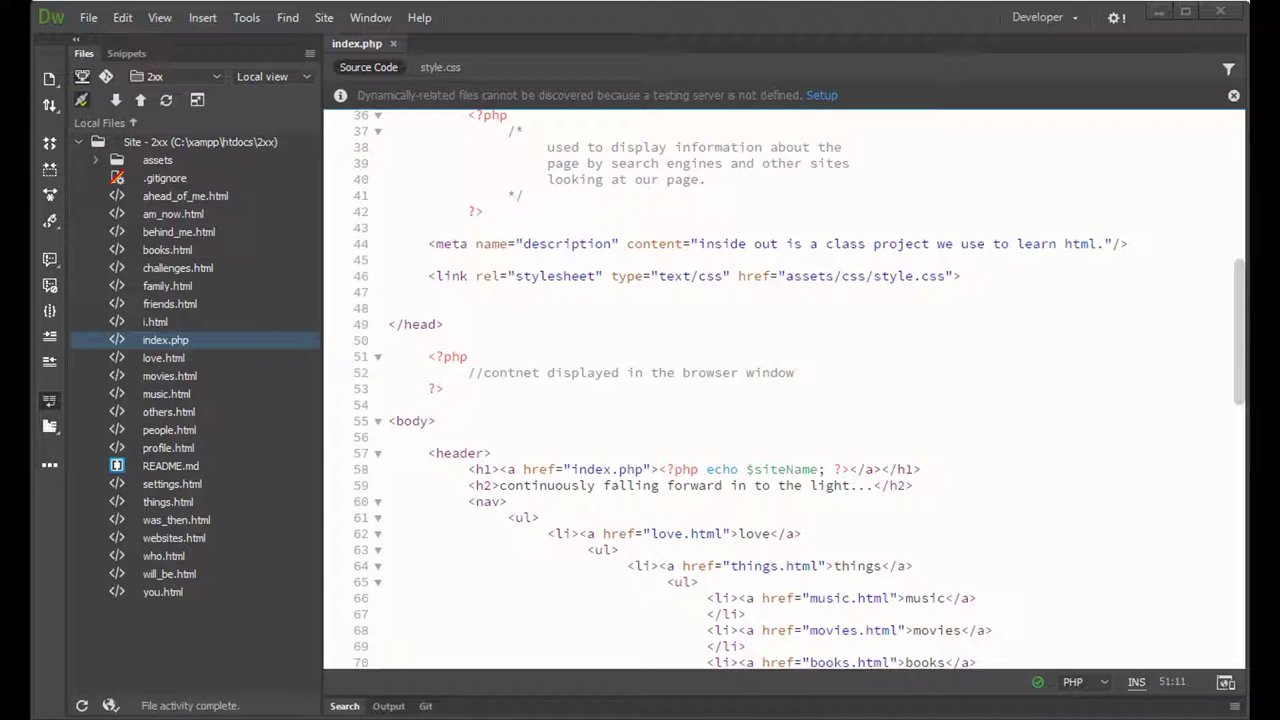 Dw File Edit View Insert Tools Find Site Window Help Developer
Files Snippets
index.php
2xx Local view
Source Code style.css
Dynamically-related files cannot be discovered because a testing server is not defined. Setup
Local Files
Site - 2xx (C:\xampp\htdocs\2xx)
assets
.gitignore
ahead_of_me.html
am_now.html
behind_me.html
books.html
challenges.html
family.html
friends.html
i.html
index.php
love.html
movies.html
music.html
others.html
people.html
profile.html
README.md
settings.html
things.html
was_then.html
websites.html
who.html
will_be.html
you.html
File activity complete.
36 <?php
37 /*
38 used to display information about the
39 page by search engines and other sites
40 looking at our page.
41 */
42 ?>
43
44 <meta name="description" content="inside out is a class project we use to learn html."/>
45
46 <link rel="stylesheet" type="text/css" href="assets/css/style.css">
47
48
49 </head>
50
51 <?php
52 //contnet displayed in the browser window
53 ?>
54
55 <body>
56
57 <header>
58 <h1><a href="index.php"><?php echo $siteName; ?></a></h1>
59 <h2>continuously falling forward in to the light...</h2>
60 <nav>
61 <ul>
62 <li><a href="love.html">love</a>
63 <ul>
64 <li><a href="things.html">things</a>
65 <ul>
66 <li><a href="music.html">music</a>
67 </li>
68 <li><a href="movies.html">movies</a>
69 </li>
70 <li><a href="books.html">books</a>
PHP INS 51:11
Search Output Git